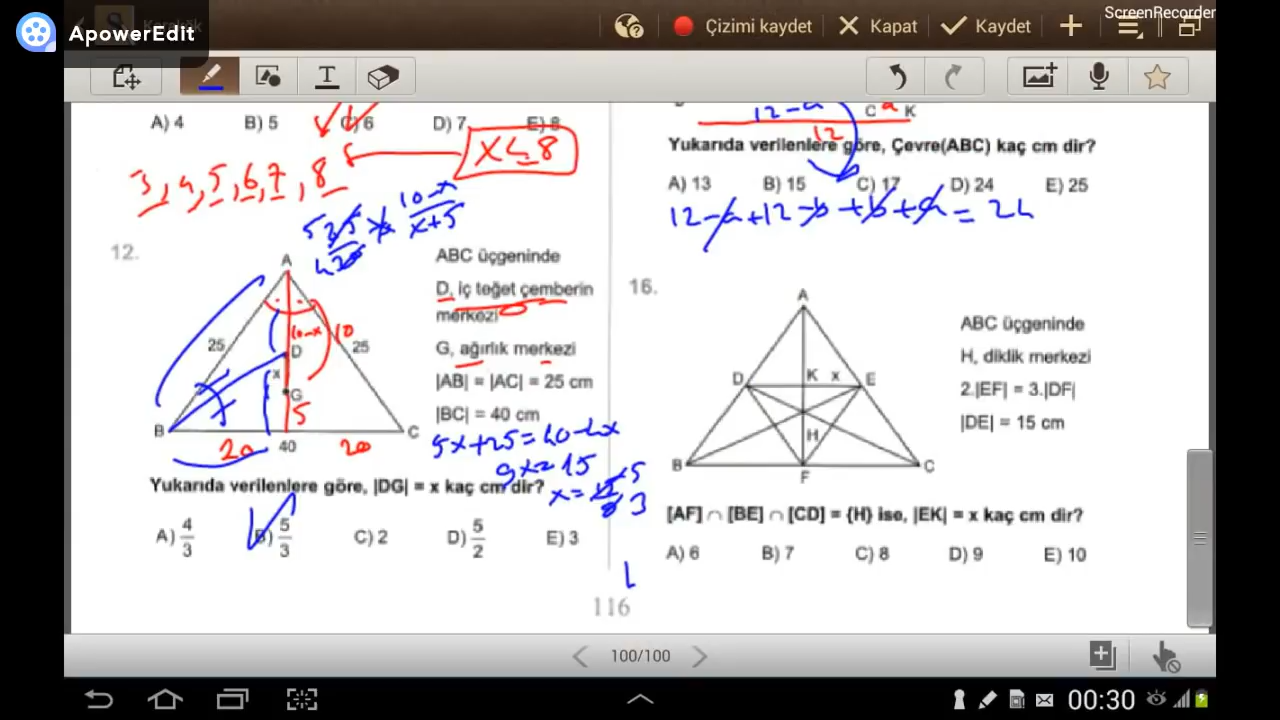 ScreenRecorder
ApowerEdit
Çizimi kaydet
Kapat
Kaydet
A) 4 B) 5 C) 6 D) 7 E) 8
x ≤ 8
3, 4, 5, 6, 7, 8
10-x
x+5
12.
A
25
10-x
10
D
25
x
G
5
B
C
20
40
20
ABC üçgeninde
D, iç teğet çemberin
merkezi
G, ağırlık merkezi
|AB| = |AC| = 25 cm
|BC| = 40 cm
5x+25=40-4x
9x=15
x=
5
3
Yukarıda verilenlere göre, |DG| = x kaç cm dir?
A) 4/3 B) 5/3 C) 2 D) 5/2 E) 3
12-a
C a K
12
Yukarıda verilenlere göre, Çevre(ABC) kaç cm dir?
A) 13 B) 15 C) 17 D) 24 E) 25
12-a+12-b+b+a=24
16.
A
D K x E
H
B F C
ABC üçgeninde
H, diklik merkezi
2.|EF| = 3.|DF|
|DE| = 15 cm
[AF] ∩ [BE] ∩ [CD] = {H} ise, |EK| = x kaç cm dir?
A) 6 B) 7 C) 8 D) 9 E) 10
116
100/100
00:30